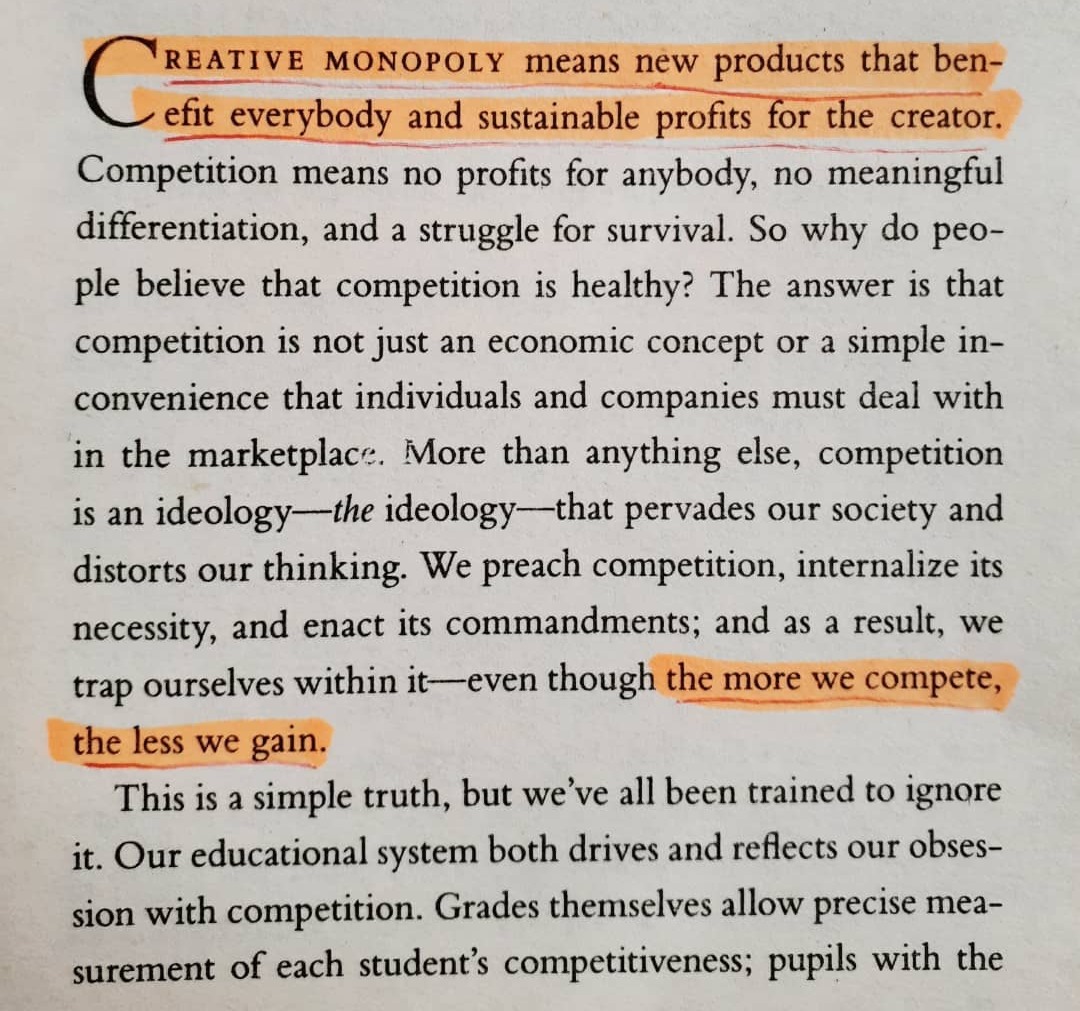 CREATIVE MONOPOLY means new products that ben-
efit everybody and sustainable profits for the creator.
Competition means no profits for anybody, no meaningful
differentiation, and a struggle for survival. So why do peo-
ple believe that competition is healthy? The answer is that
competition is not just an economic concept or a simple in-
convenience that individuals and companies must deal with
in the marketplace. More than anything else, competition
is an ideology—the ideology—that pervades our society and
distorts our thinking. We preach competition, internalize its
necessity, and enact its commandments; and as a result, we
trap ourselves within it—even though the more we compete,
the less we gain.
This is a simple truth, but we've all been trained to ignore
it. Our educational system both drives and reflects our obses-
sion with competition. Grades themselves allow precise mea-
surement of each student's competitiveness; pupils with the